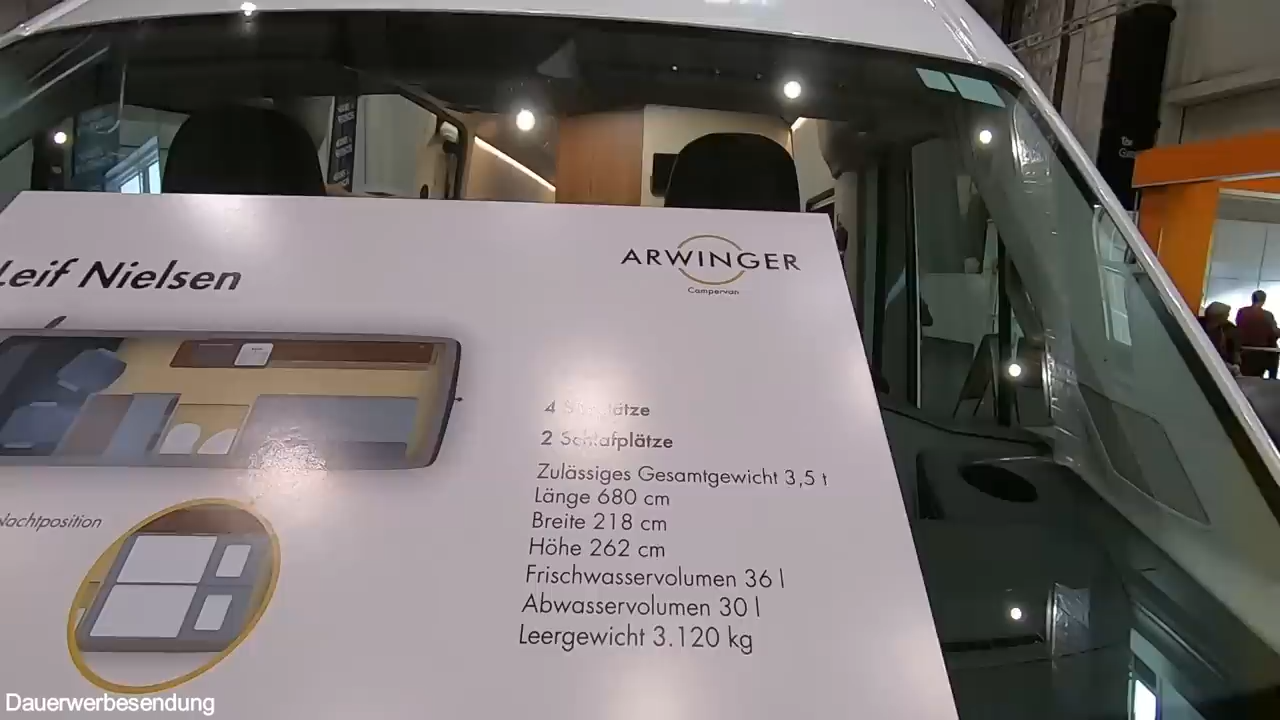 Leif Nielsen
ARWINGER
Campervan
4 Sitzplätze
2 Schlafplätze
Zulässiges Gesamtgewicht 3,5 t
Länge 680 cm
Breite 218 cm
Höhe 262 cm
Frischwasservolumen 36 l
Abwasservolumen 30 l
Leergewicht 3.120 kg
Nachtposition
Dauerwerbesendung